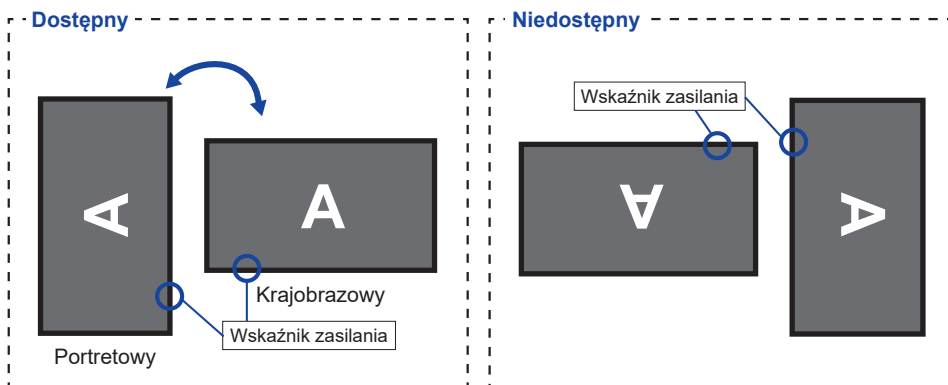 Dostępny
A
A
Krajobrazowy
Wskaźnik zasilania
Portretowy
Niedostępny
Wskaźnik zasilania
A
A